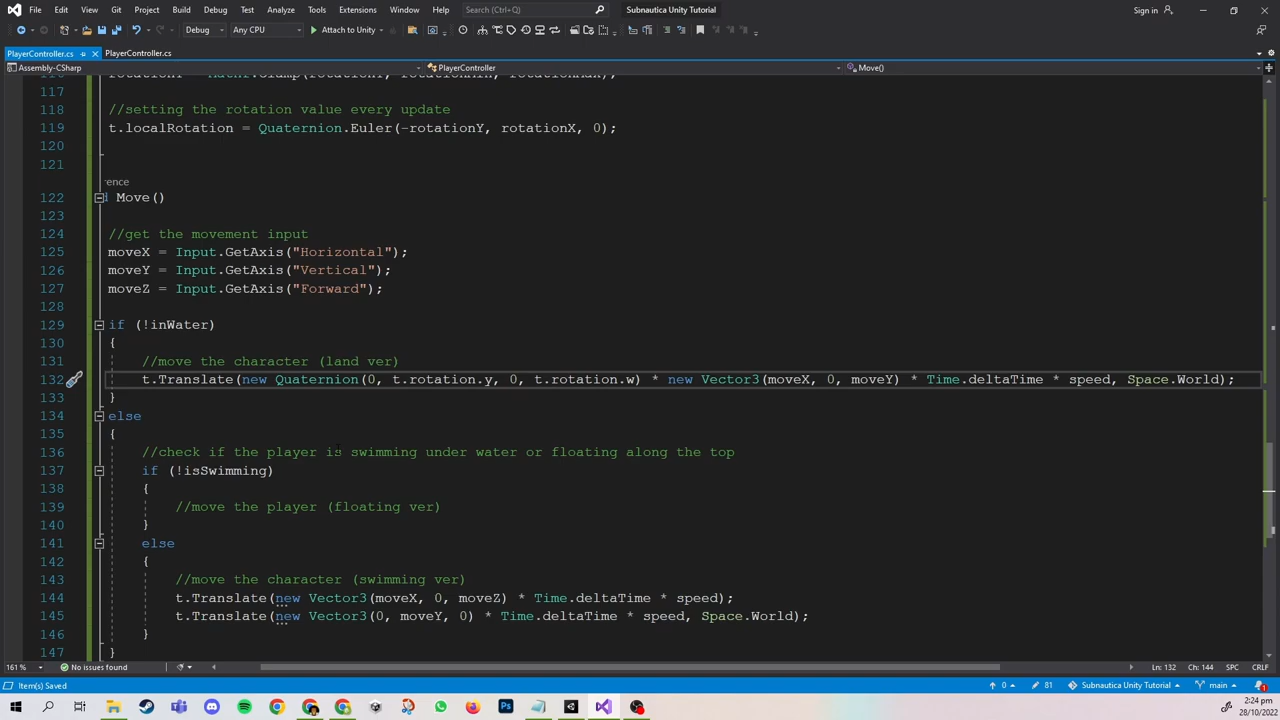 File Edit View Git Project Build Debug Test Analyze Tools Extensions Window Help Search (Ctrl+Q) Subnautica Unity Tutorial Sign in
Debug Any CPU Attach to Unity
PlayerController.cs PlayerController.cs
Assembly-CSharp PlayerController Move()
117
118 //setting the rotation value every update
119 t.localRotation = Quaternion.Euler(-rotationY, rotationX, 0);
120
121
ence
122 Move()
123
124 //get the movement input
125 moveX = Input.GetAxis("Horizontal");
126 moveY = Input.GetAxis("Vertical");
127 moveZ = Input.GetAxis("Forward");
128
129 if (!inWater)
130 {
131 //move the character (land ver)
132 t.Translate(new Quaternion(0, t.rotation.y, 0, t.rotation.w) * new Vector3(moveX, 0, moveY) * Time.deltaTime * speed, Space.World);
133 }
134 else
135 {
136 //check if the player is swimming under water or floating along the top
137 if (!isSwimming)
138 {
139 //move the player (floating ver)
140 }
141 else
142 {
143 //move the character (swimming ver)
144 t.Translate(new Vector3(moveX, 0, moveZ) * Time.deltaTime * speed);
145 t.Translate(new Vector3(0, moveY, 0) * Time.deltaTime * speed, Space.World);
146 }
147 }
161 % No issues found Ln: 132 Ch: 144 SPC CRLF
Item(s) Saved 0 81 Subnautica Unity Tutorial main 1
2:24 pm
28/10/2022